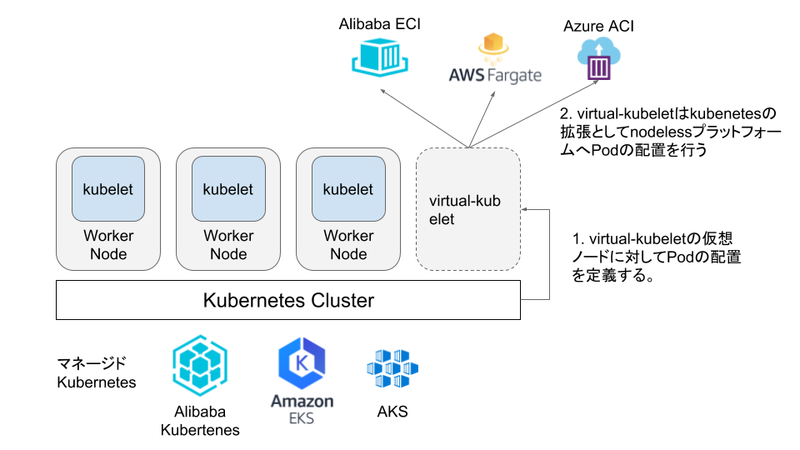 Alibaba ECI
AWS Fargate
Azure ACI
2. virtual-kubeletはkubenetesの
拡張としてnodelessプラットフォー
ムへPodの配置を行う
kubelet
Worker
Node
kubelet
Worker
Node
kubelet
Worker
Node
virtual-kub
elet
1. virtual-kubeletの仮想
ノードに対してPodの配置
を定義する。
Kubernetes Cluster
マネージド
Kubernetes
Alibaba
Kubertenes
K
Amazon
EKS
AKS